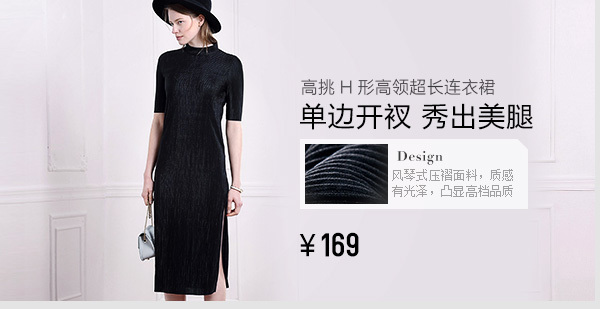 高挑 H 形高领超长连衣裙
单边开衩 秀出美腿
Design
风琴式压褶面料，质感
有光泽，凸显高档品质
¥169